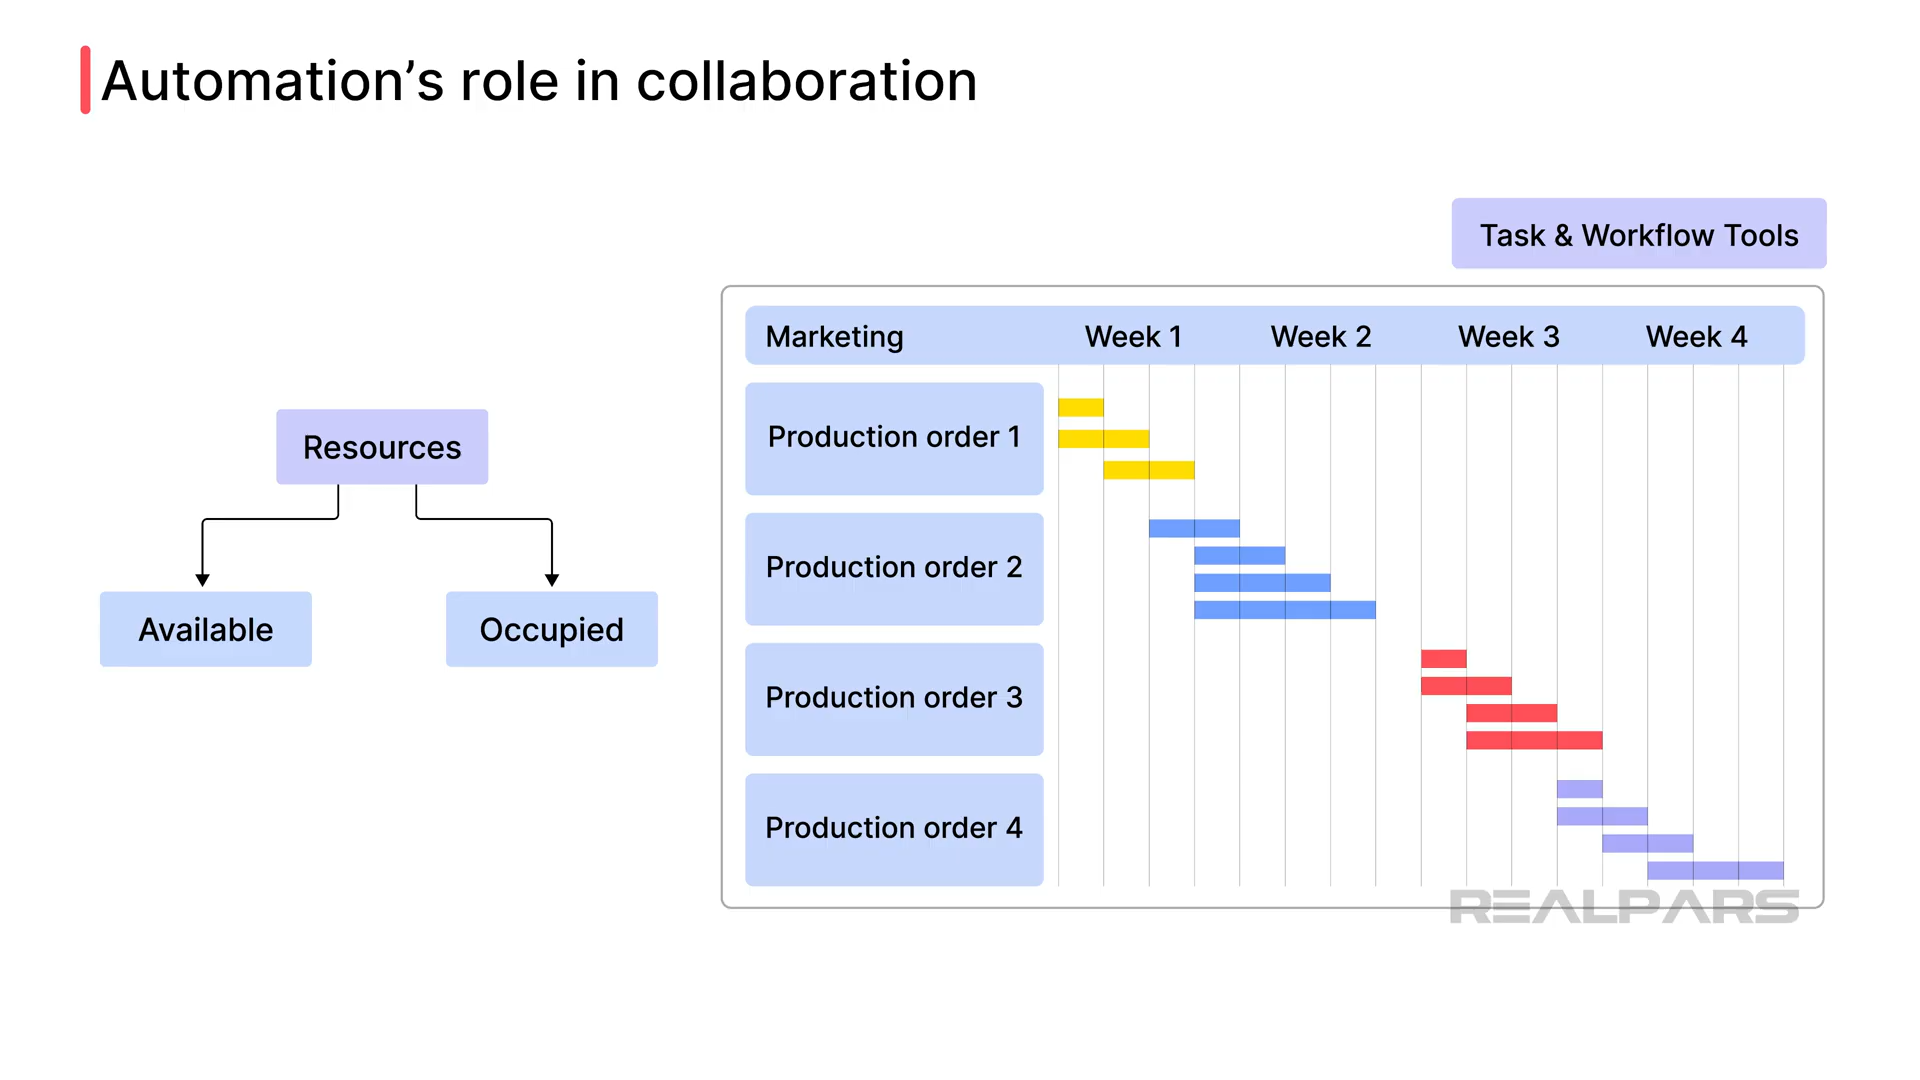 Automation’s role in collaboration
Task & Workflow Tools
Marketing Week 1 Week 2 Week 3 Week 4
Production order 1
Production order 2
Production order 3
Production order 4
Resources
Available Occupied
REALPARS